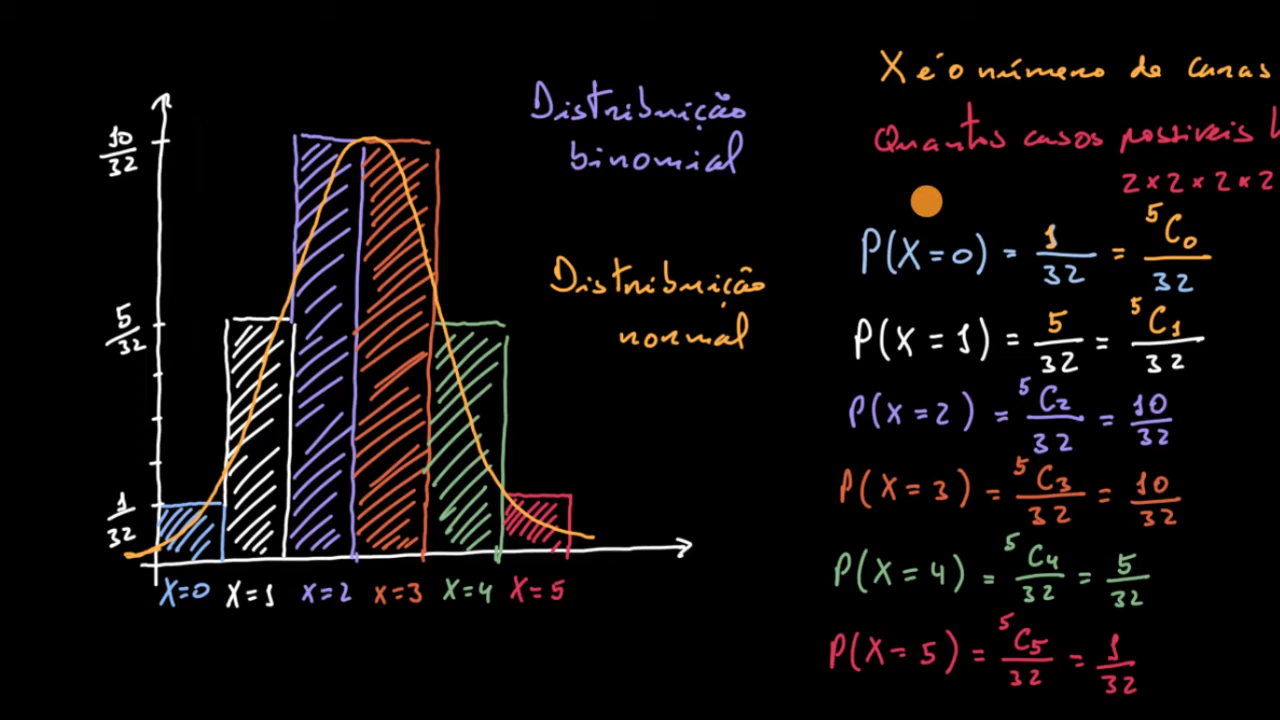 10/32
5/32
1/32
X=0 X=1 X=2 X=3 X=4 X=5
Distribuição
binomial
Distribuição
normal
X é o número de caras
Quantos casos possiveis
2 × 2 × 2 × 2
P(X=0) = 1/32 = ⁵C₀/32
P(X=1) = 5/32 = ⁵C₁/32
P(X=2) = ⁵C₂/32 = 10/32
P(X=3) = ⁵C₃/32 = 10/32
P(X=4) = ⁵C₄/32 = 5/32
P(X=5) = ⁵C₅/32 = 1/32